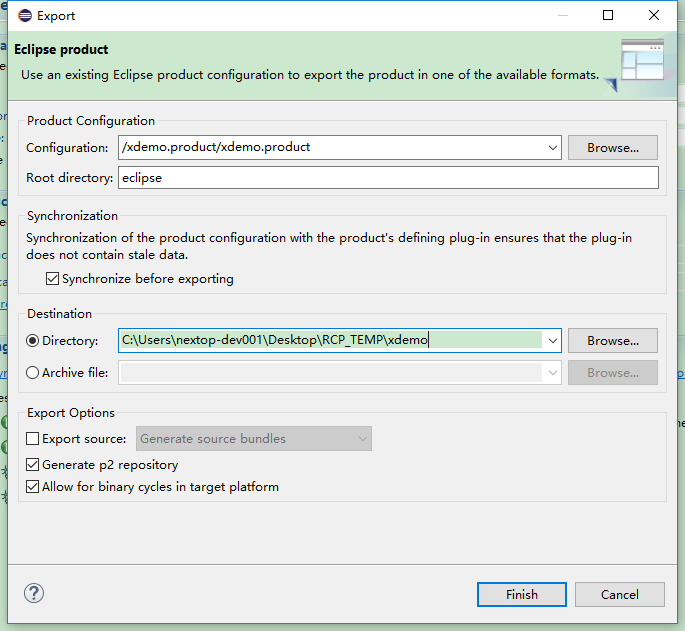 Export
Eclipse product
Use an existing Eclipse product configuration to export the product in one of the available formats.
Product Configuration
Configuration: /xdemo.product/xdemo.product Browse...
Root directory: eclipse
Synchronization
Synchronization of the product configuration with the product's defining plug-in ensures that the plug-in
does not contain stale data.
Synchronize before exporting
Destination
Directory: C:\Users\nextop-dev001\Desktop\RCP_TEMP\xdemo Browse...
Archive file: Browse...
Export Options
Export source: Generate source bundles
Generate p2 repository
Allow for binary cycles in target platform
? Finish Cancel